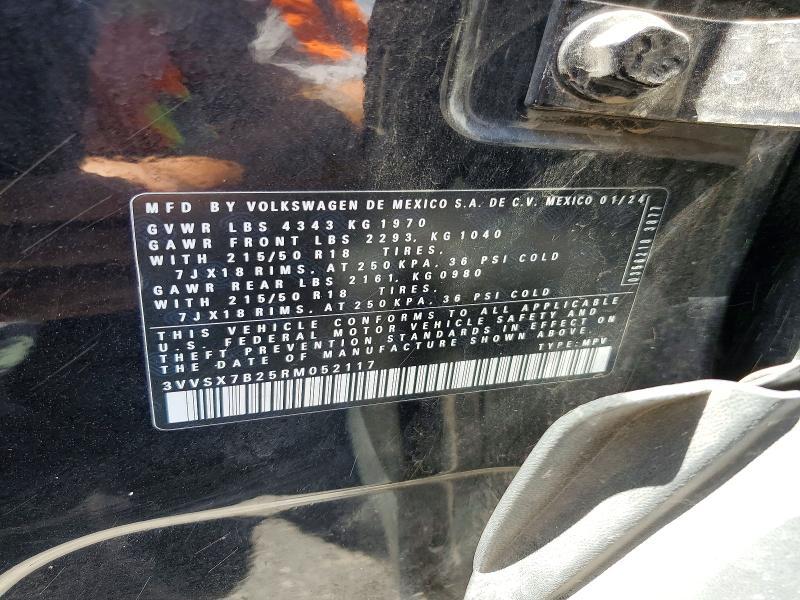 MFD BY VOLKSWAGEN DE MEXICO S.A. DE C.V. MEXICO 01/24
GVWR LBS 4343 KG 1970
GAWR FRONT LBS 2293, KG 1040
WITH 215/50 R18 TIRES.
7JX18 RIMS, AT 250 KPA, 36 PSI COLD
GAWR REAR LBS 2161, KG 0980
WITH 215/50 R18 TIRES.
7JX18 RIMS, AT 250 KPA, 36 PSI COLD
THIS VEHICLE CONFORMS TO ALL APPLICABLE
U. S. FEDERAL MOTOR VEHICLE SAFETY AND
THEFT PREVENTION STANDARDS IN EFFECT ON
THE DATE OF MANUFACTURE SHOWN ABOVE.
3VVSX7B25RM052117 TYPE: MPV